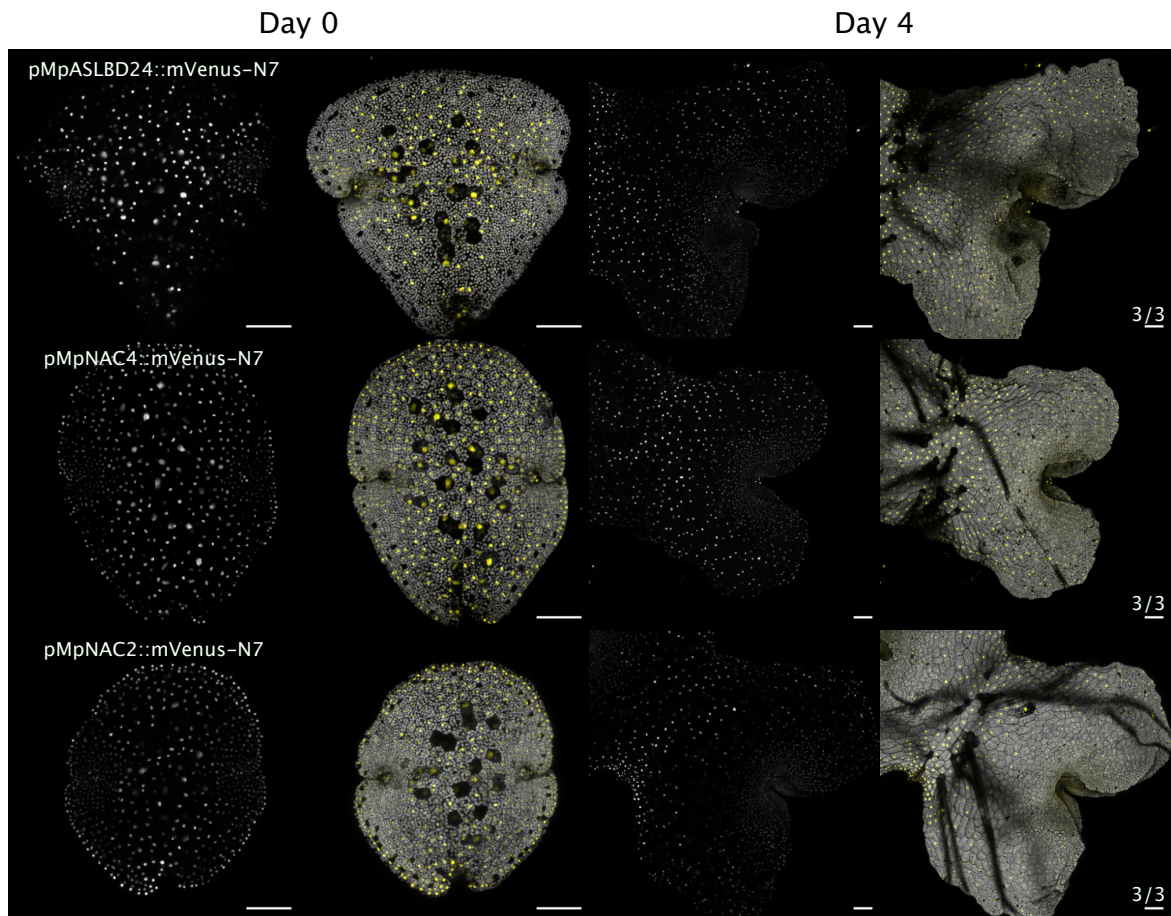 Day 0
Day 4
pMpASLBD24::mVenus-N7
3/3
pMpNAC4::mVenus-N7
3/3
pMpNAC2::mVenus-N7
3/3